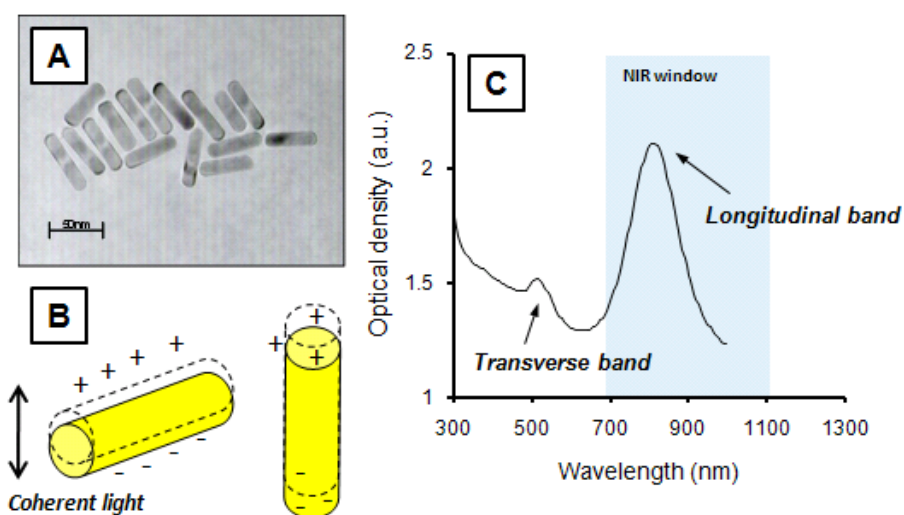 A
50nm
B
+ + + +
- - - -
Coherent light
+
+
+
-
- -
C
NIR window
Optical density (a.u.)
2.5
2
1.5
1
Longitudinal band
Transverse band
300 500 700 900 1100 1300
Wavelength (nm)